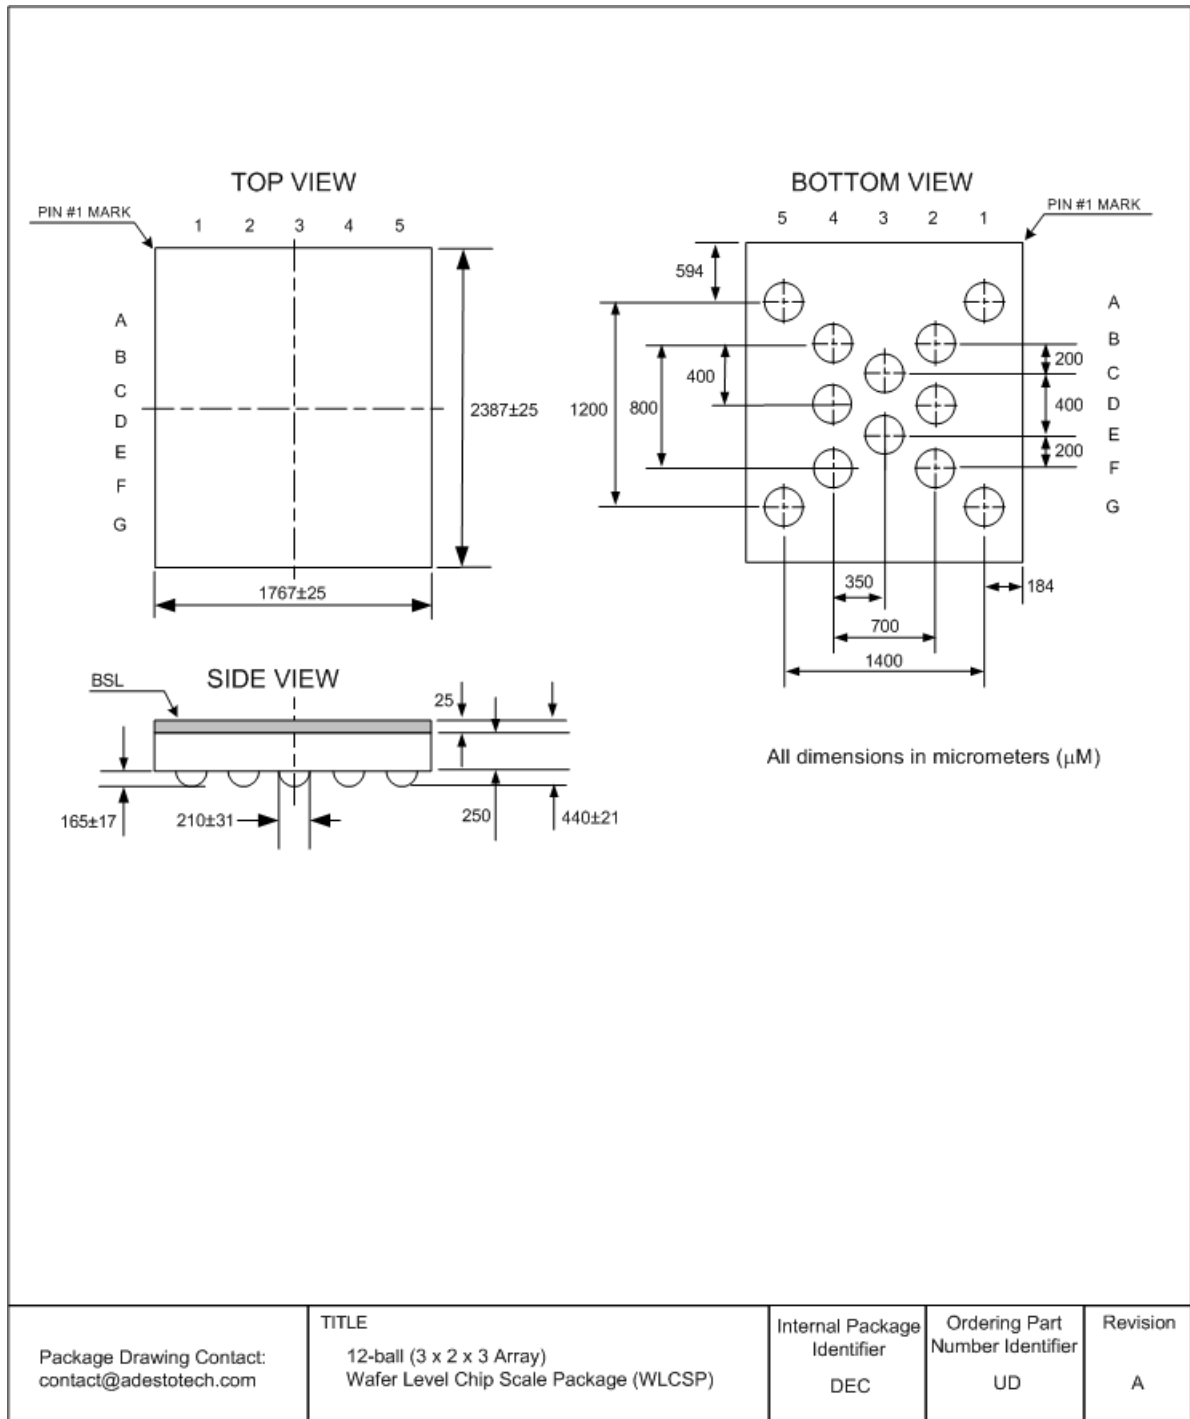 TOP VIEW
PIN #1 MARK
1 2 3 4 5
A
B
C
D
E
F
G
2387±25
1767±25
BOTTOM VIEW
PIN #1 MARK
5 4 3 2 1
594
A
B
C
D
E
F
G
200
400
200
400
800
1200
350
184
700
1400
SIDE VIEW
BSL
25
165±17
210±31
250
440±21
All dimensions in micrometers (μM)
Package Drawing Contact:
contact@adestotech.com
TITLE
12-ball (3 x 2 x 3 Array)
Wafer Level Chip Scale Package (WLCSP)
Internal Package
Identifier
DEC
Ordering Part
Number Identifier
UD
Revision
A